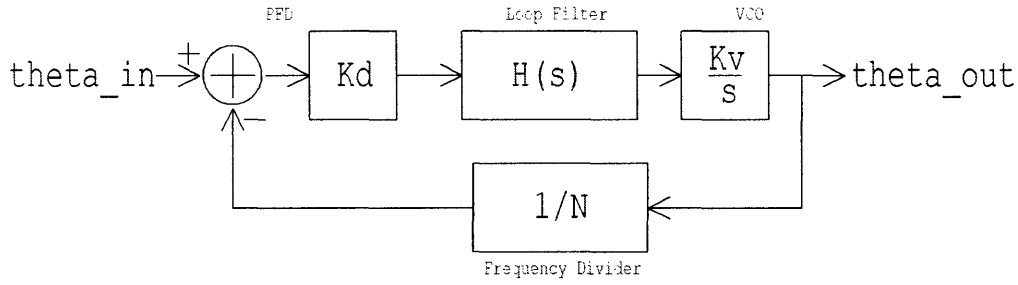 PFD
Loop Filter
VCO
theta_in
+
Kd
H(s)
Kv
s
theta_out
−
1/N
Frequency Divider